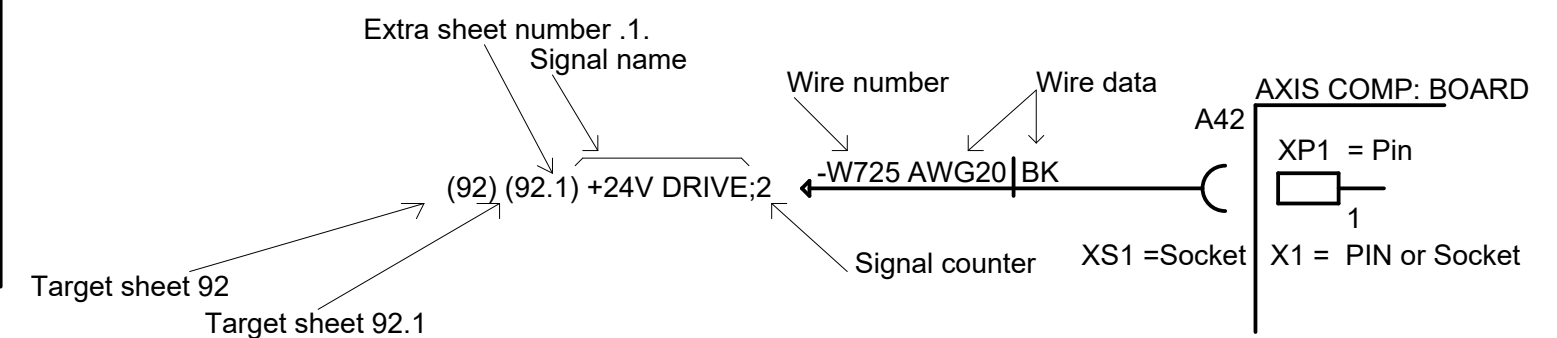 Extra sheet number .1.
Signal name
Wire number
Wire data
AXIS COMP: BOARD
A42
XP1 = Pin
-W725 AWG20 BK
(92) (92.1) +24V DRIVE;2
1
Signal counter
XS1 =Socket
X1 = PIN or Socket
Target sheet 92
Target sheet 92.1